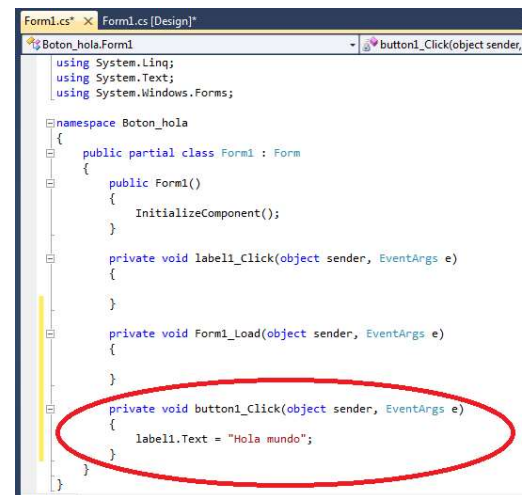 Form1.cs* Form1.cs [Design]*
Boton_hola.Form1 button1_Click(object sender,
using System.Linq;
using System.Text;
using System.Windows.Forms;
namespace Boton_hola
{
public partial class Form1 : Form
{
public Form1()
{
InitializeComponent();
}
private void label1_Click(object sender, EventArgs e)
{
}
private void Form1_Load(object sender, EventArgs e)
{
}
private void button1_Click(object sender, EventArgs e)
{
label1.Text = "Hola mundo";
}
}
}